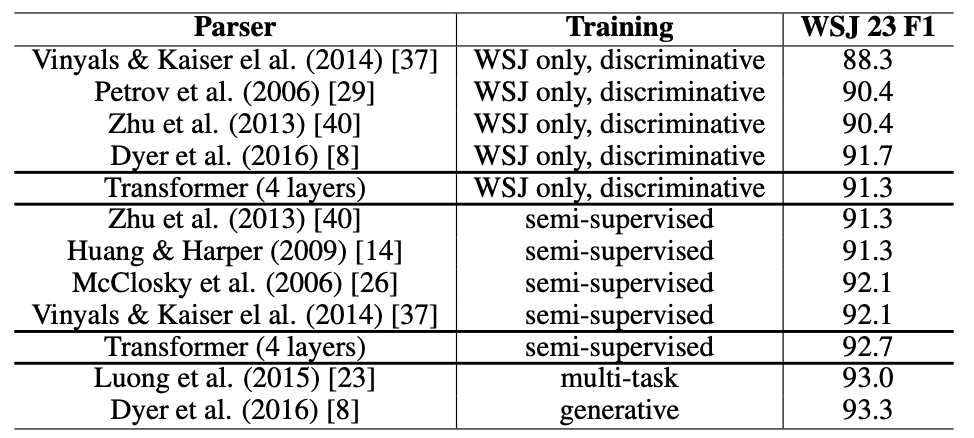 Parser Training WSJ 23 F1
Vinyals & Kaiser el al. (2014) [37] WSJ only, discriminative 88.3
Petrov et al. (2006) [29] WSJ only, discriminative 90.4
Zhu et al. (2013) [40] WSJ only, discriminative 90.4
Dyer et al. (2016) [8] WSJ only, discriminative 91.7
Transformer (4 layers) WSJ only, discriminative 91.3
Zhu et al. (2013) [40] semi-supervised 91.3
Huang & Harper (2009) [14] semi-supervised 91.3
McClosky et al. (2006) [26] semi-supervised 92.1
Vinyals & Kaiser el al. (2014) [37] semi-supervised 92.1
Transformer (4 layers) semi-supervised 92.7
Luong et al. (2015) [23] multi-task 93.0
Dyer et al. (2016) [8] generative 93.3